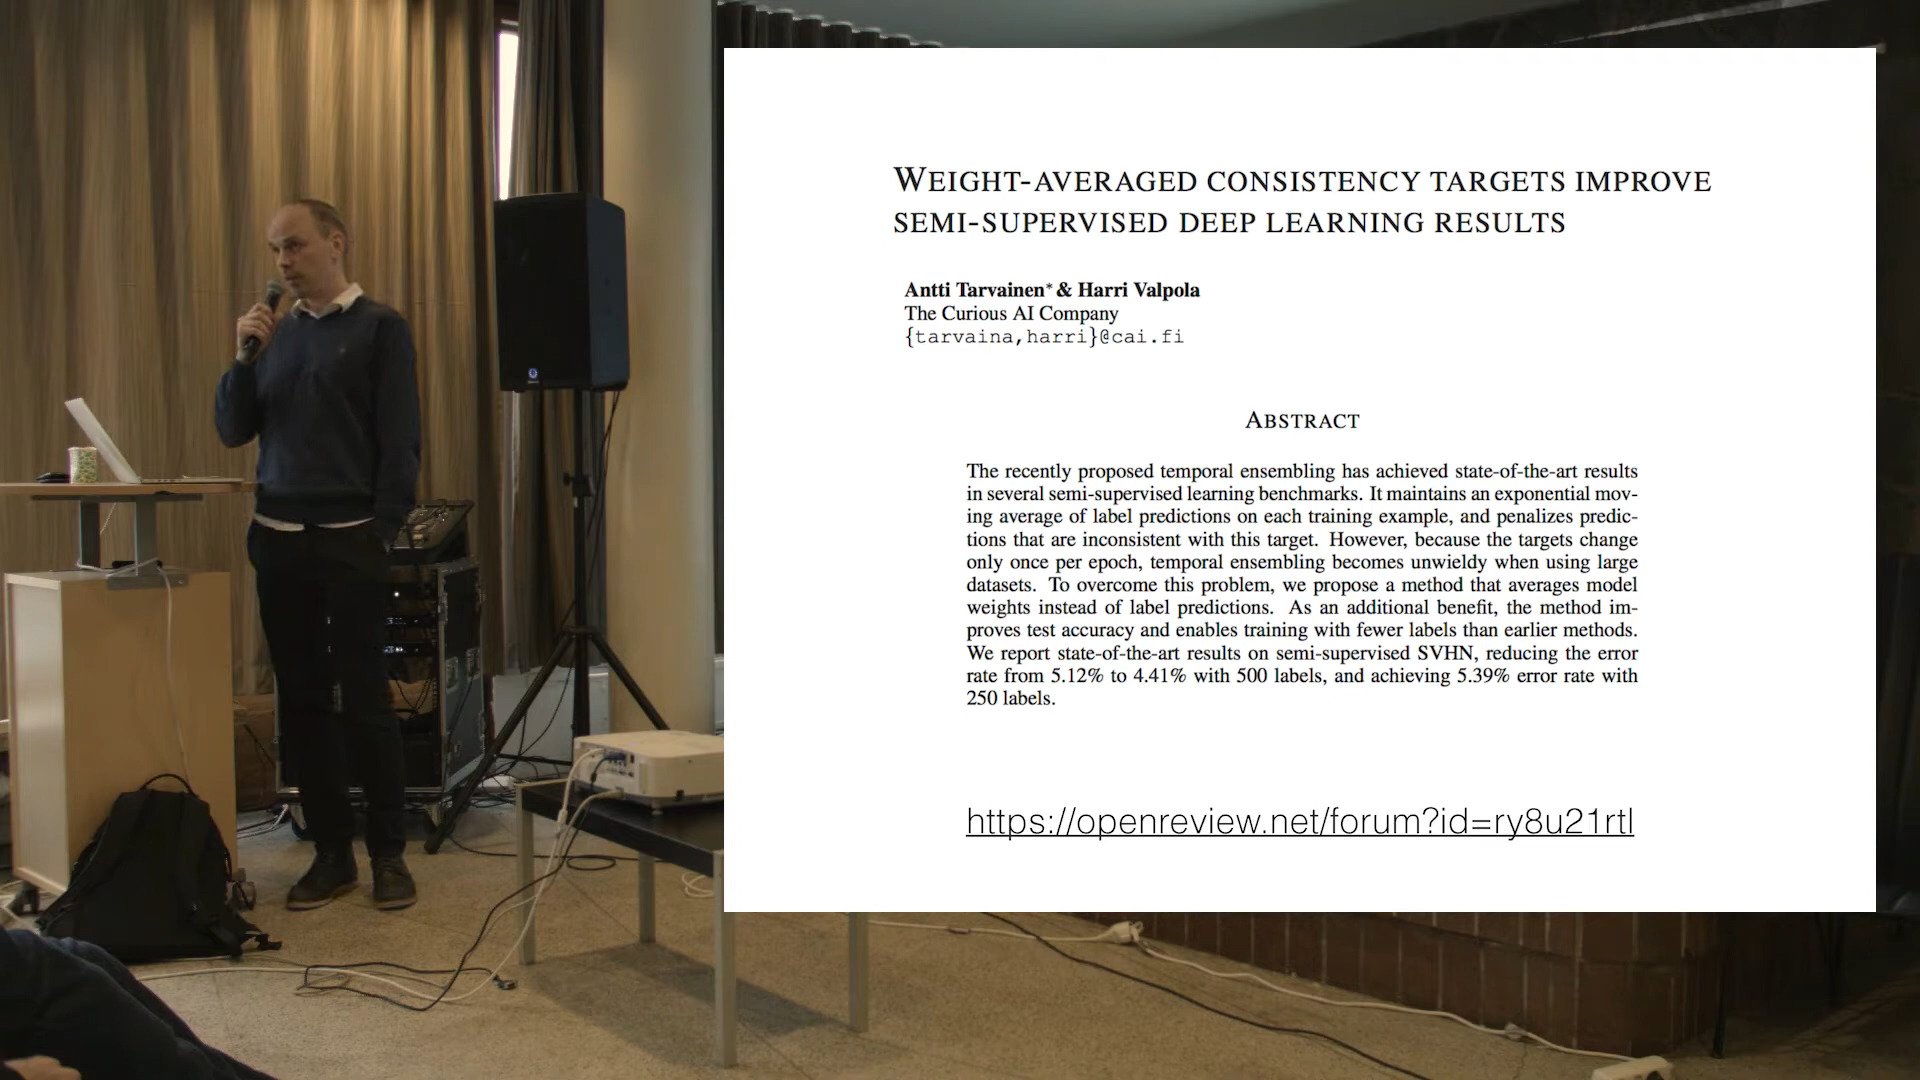 WEIGHT-AVERAGED CONSISTENCY TARGETS IMPROVE
SEMI-SUPERVISED DEEP LEARNING RESULTS
Antti Tarvainen* & Harri Valpola
The Curious AI Company
{tarvaina,harri}@cai.fi
ABSTRACT
The recently proposed temporal ensembling has achieved state-of-the-art results
in several semi-supervised learning benchmarks. It maintains an exponential mov-
ing average of label predictions on each training example, and penalizes predic-
tions that are inconsistent with this target. However, because the targets change
only once per epoch, temporal ensembling becomes unwieldy when using large
datasets. To overcome this problem, we propose a method that averages model
weights instead of label predictions. As an additional benefit, the method im-
proves test accuracy and enables training with fewer labels than earlier methods.
We report state-of-the-art results on semi-supervised SVHN, reducing the error
rate from 5.12% to 4.41% with 500 labels, and achieving 5.39% error rate with
250 labels.
https://openreview.net/forum?id=ry8u21rtl